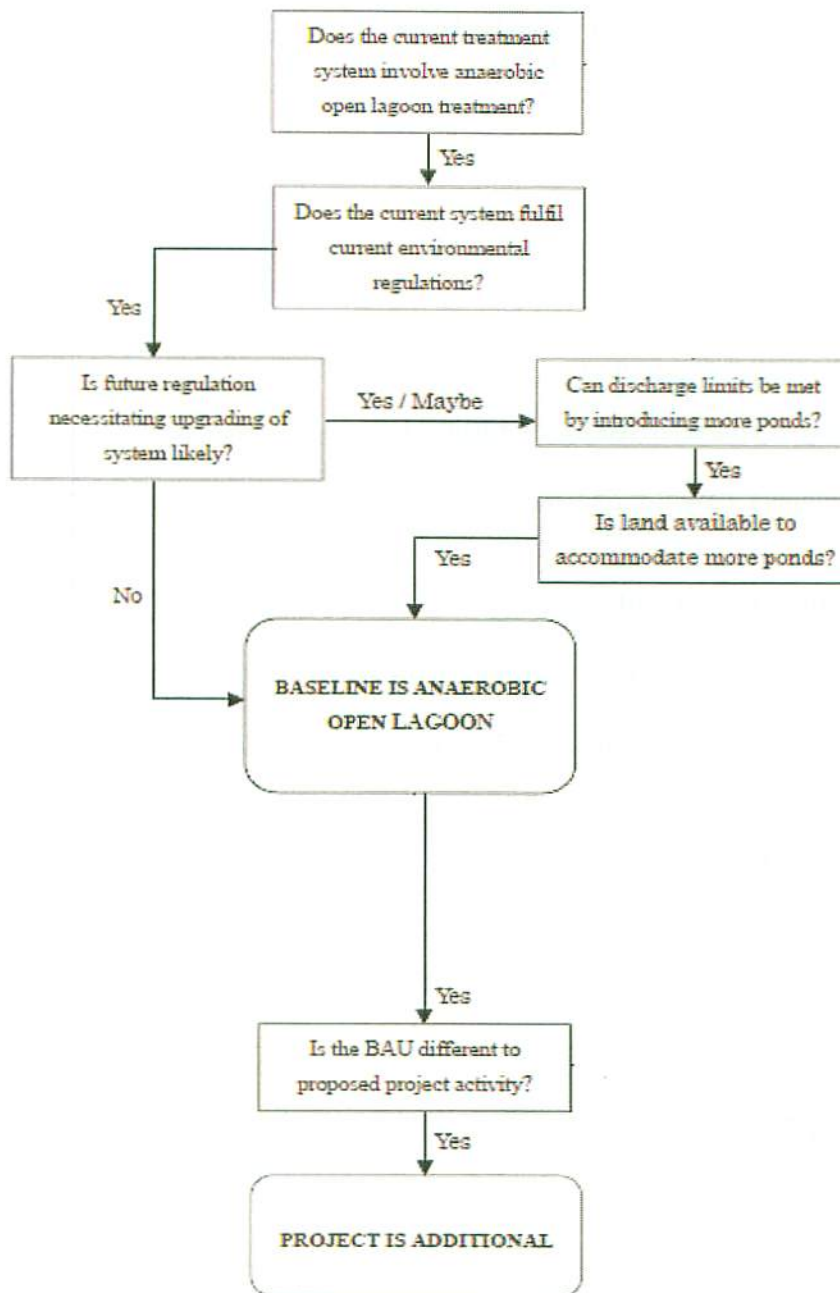 Does the current treatment
system involve anaerobic
open lagoon treatment?
Yes
Does the current system fulfil
current environmental
regulations?
Yes
Is future regulation
necessitating upgrading of
system likely?
Yes / Maybe
Can discharge limits be met
by introducing more ponds?
Yes
Is land available to
accommodate more ponds?
Yes
No
BASELINE IS ANAEROBIC
OPEN LAGOON
Yes
Is the BAU different to
proposed project activity?
Yes
PROJECT IS ADDITIONAL